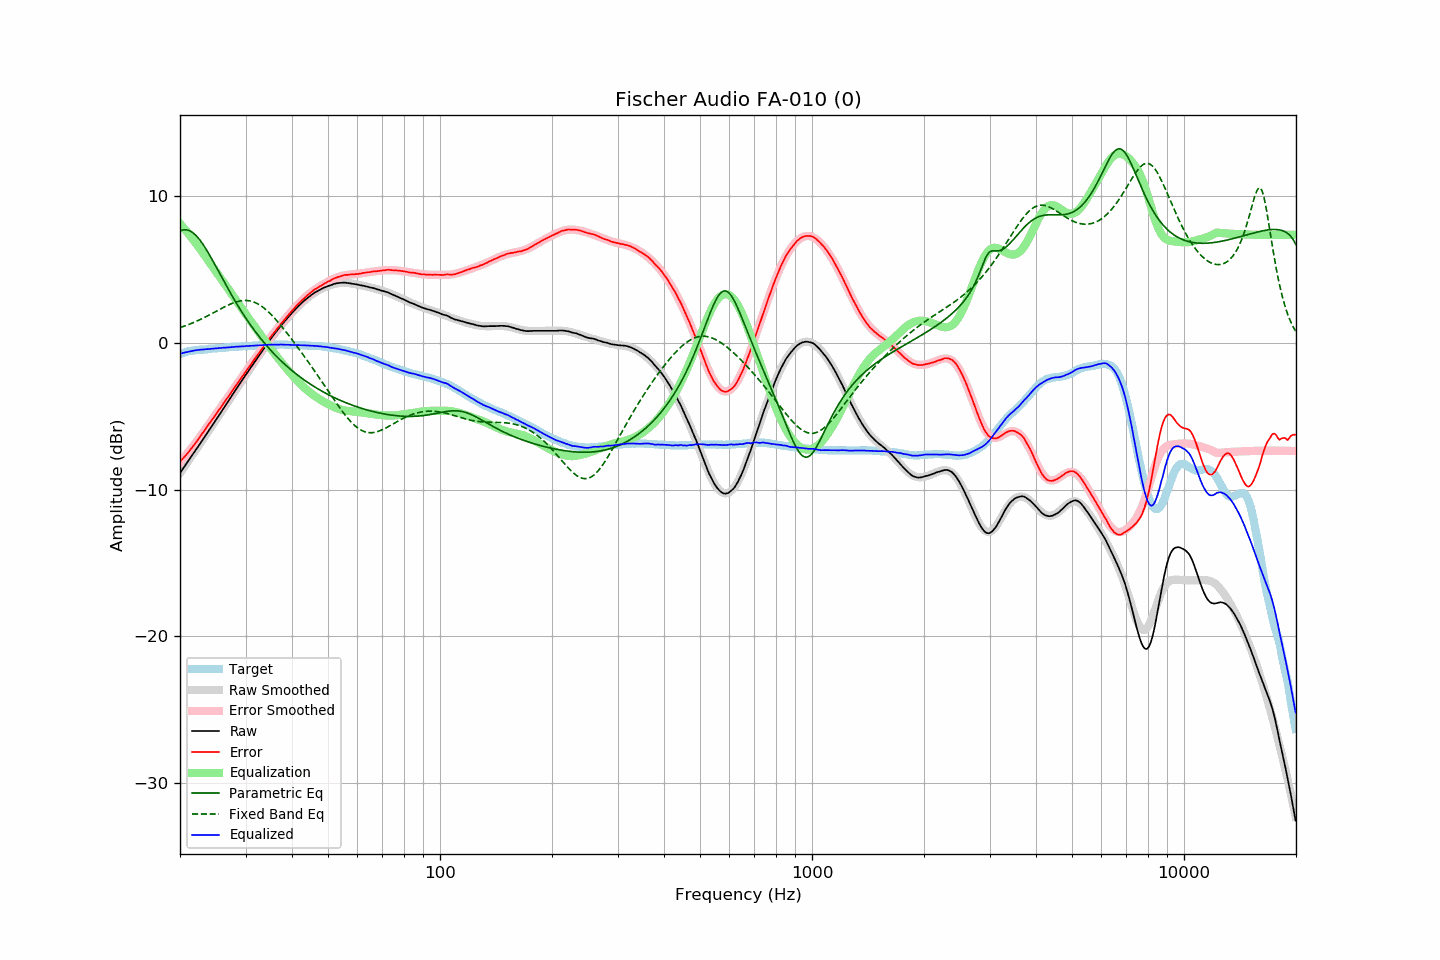 Fischer Audio FA-010 (0)
Amplitude (dBr)
10
0
−10
−20
−30
Target
Raw Smoothed
Error Smoothed
Raw
Error
Equalization
Parametric Eq
Fixed Band Eq
Equalized
100
1000
10000
Frequency (Hz)